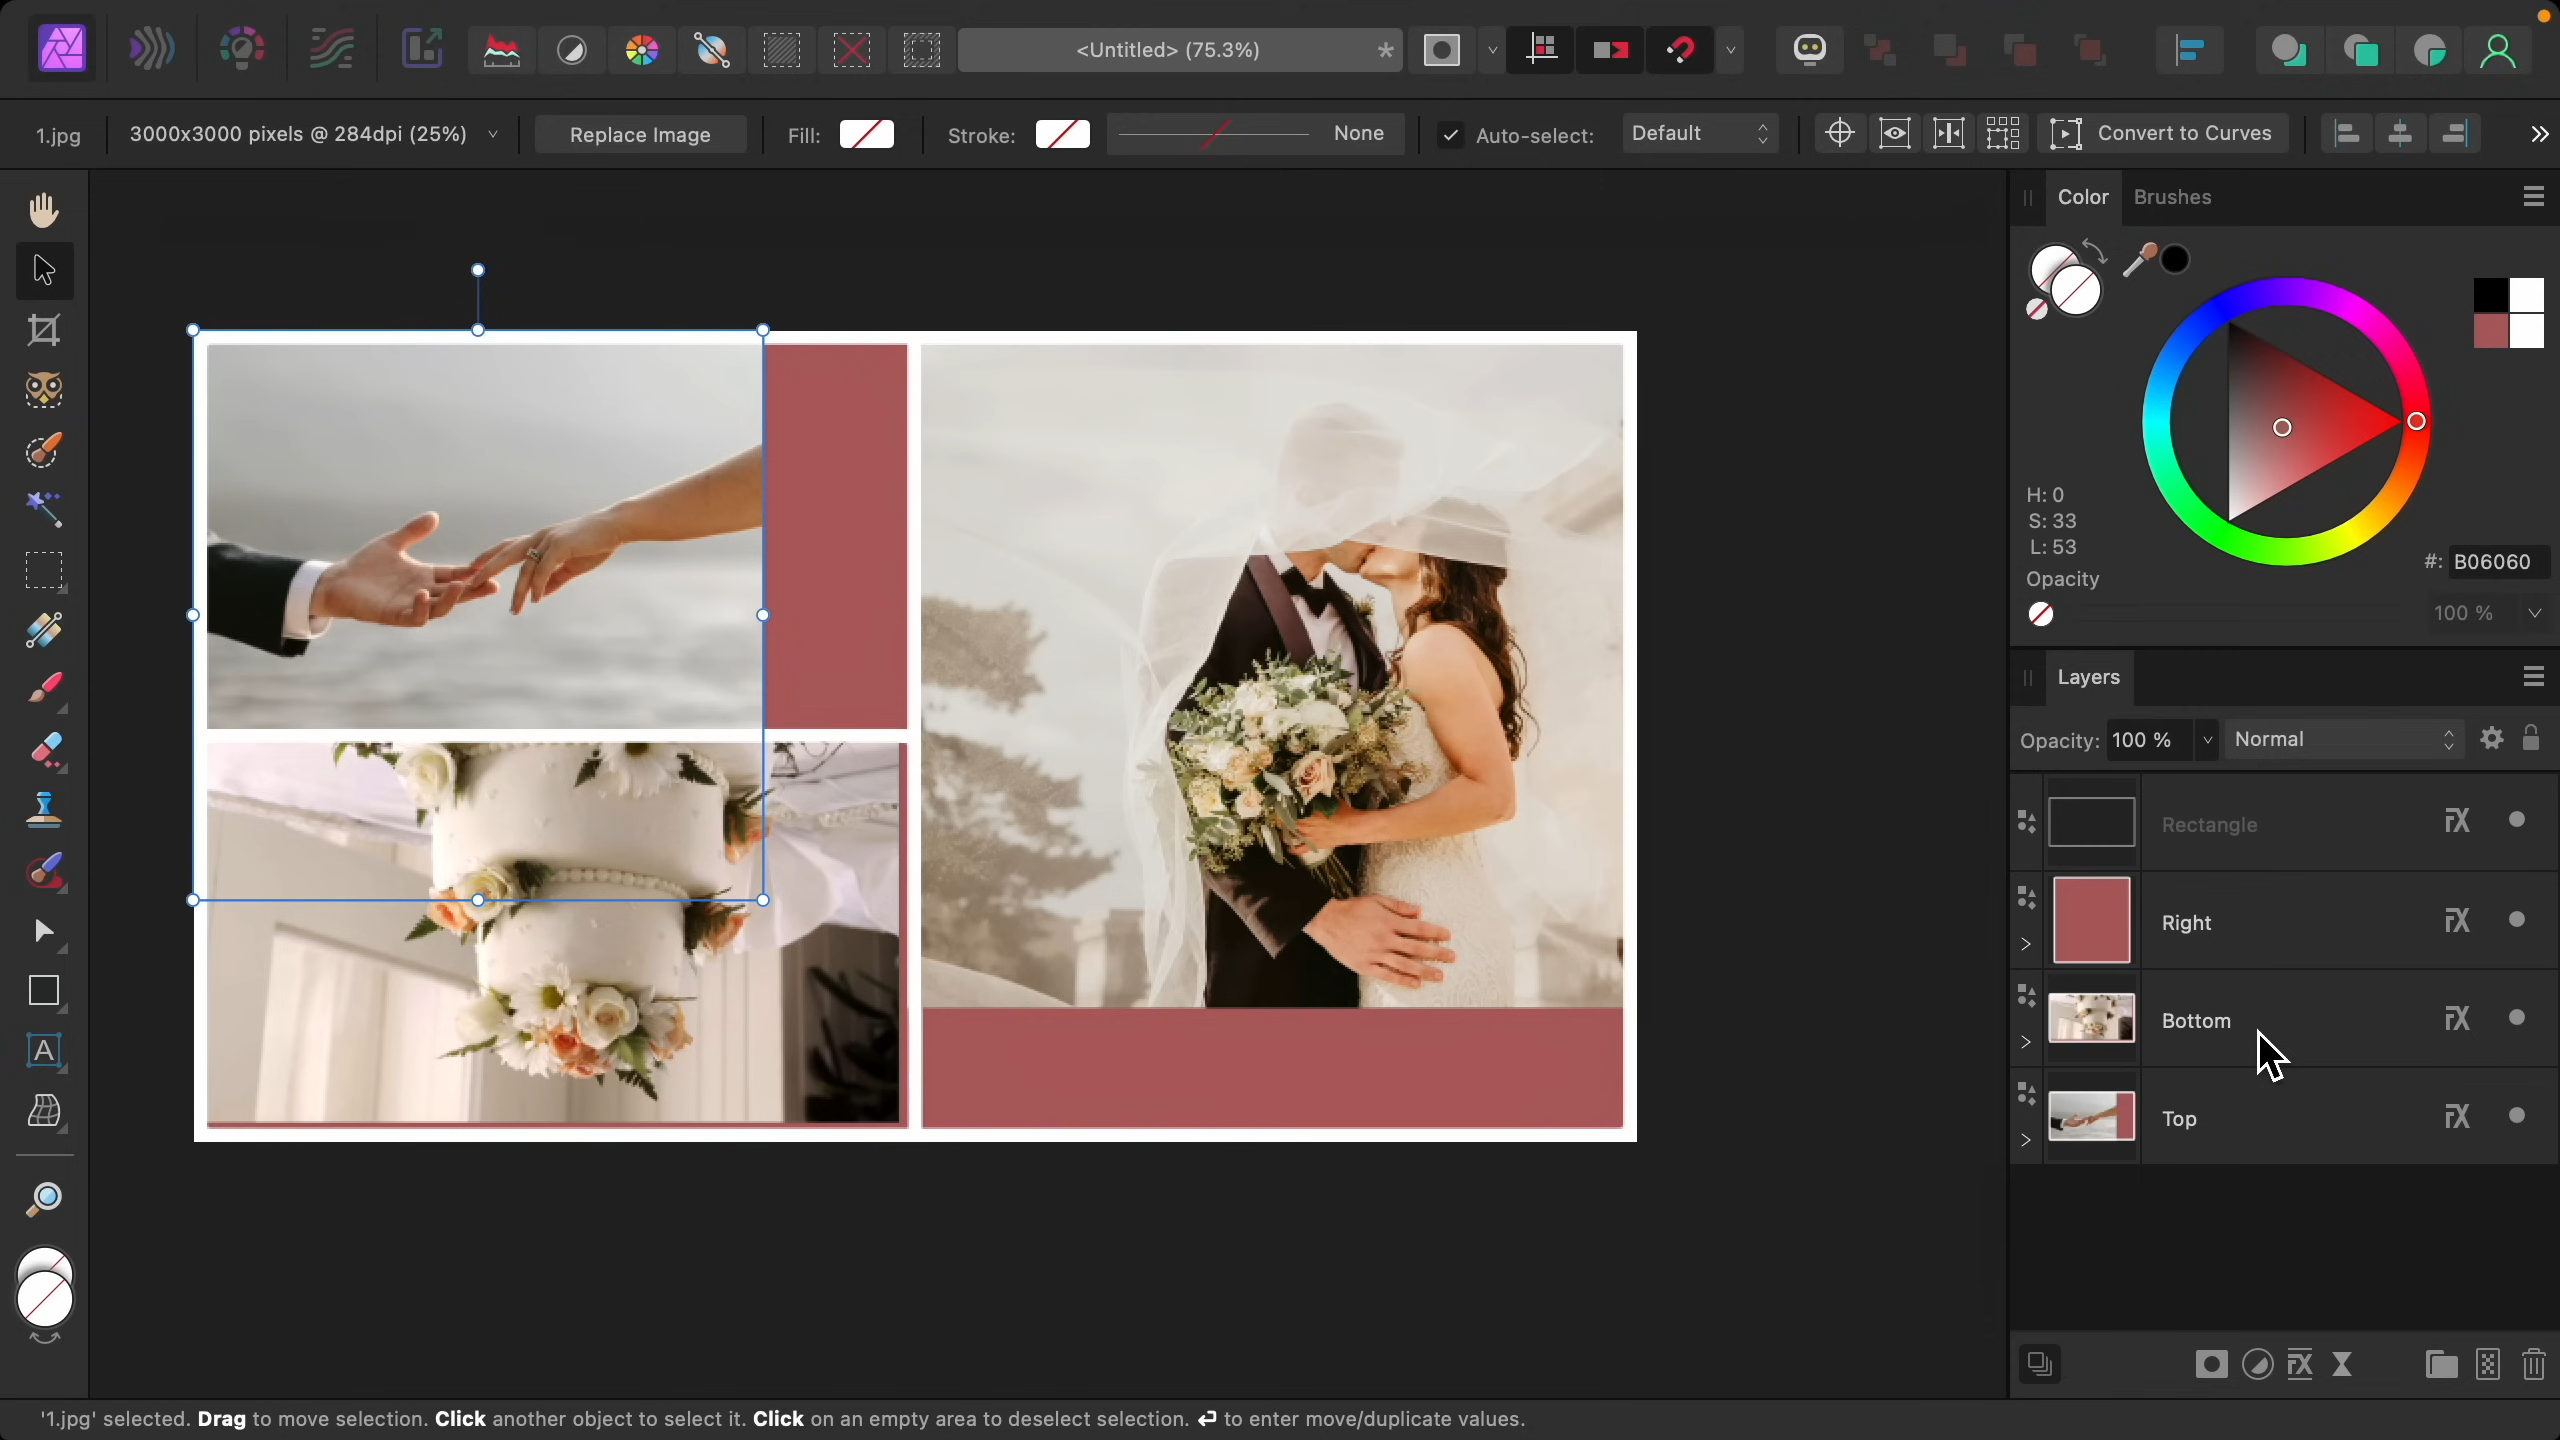 <Untitled> (75.3%)
*
1.jpg
3000x3000 pixels @ 284dpi (25%)
Replace Image
Fill:
Stroke:
None
Auto-select:
Default
Convert to Curves
Color
Brushes
H: 0
S: 33
L: 53
#: B06060
Opacity
100 %
Layers
Opacity: 100 %
Normal
Rectangle
Right
Bottom
Top
'1.jpg' selected. Drag to move selection. Click another object to select it. Click on an empty area to deselect selection. ↩ to enter move/duplicate values.